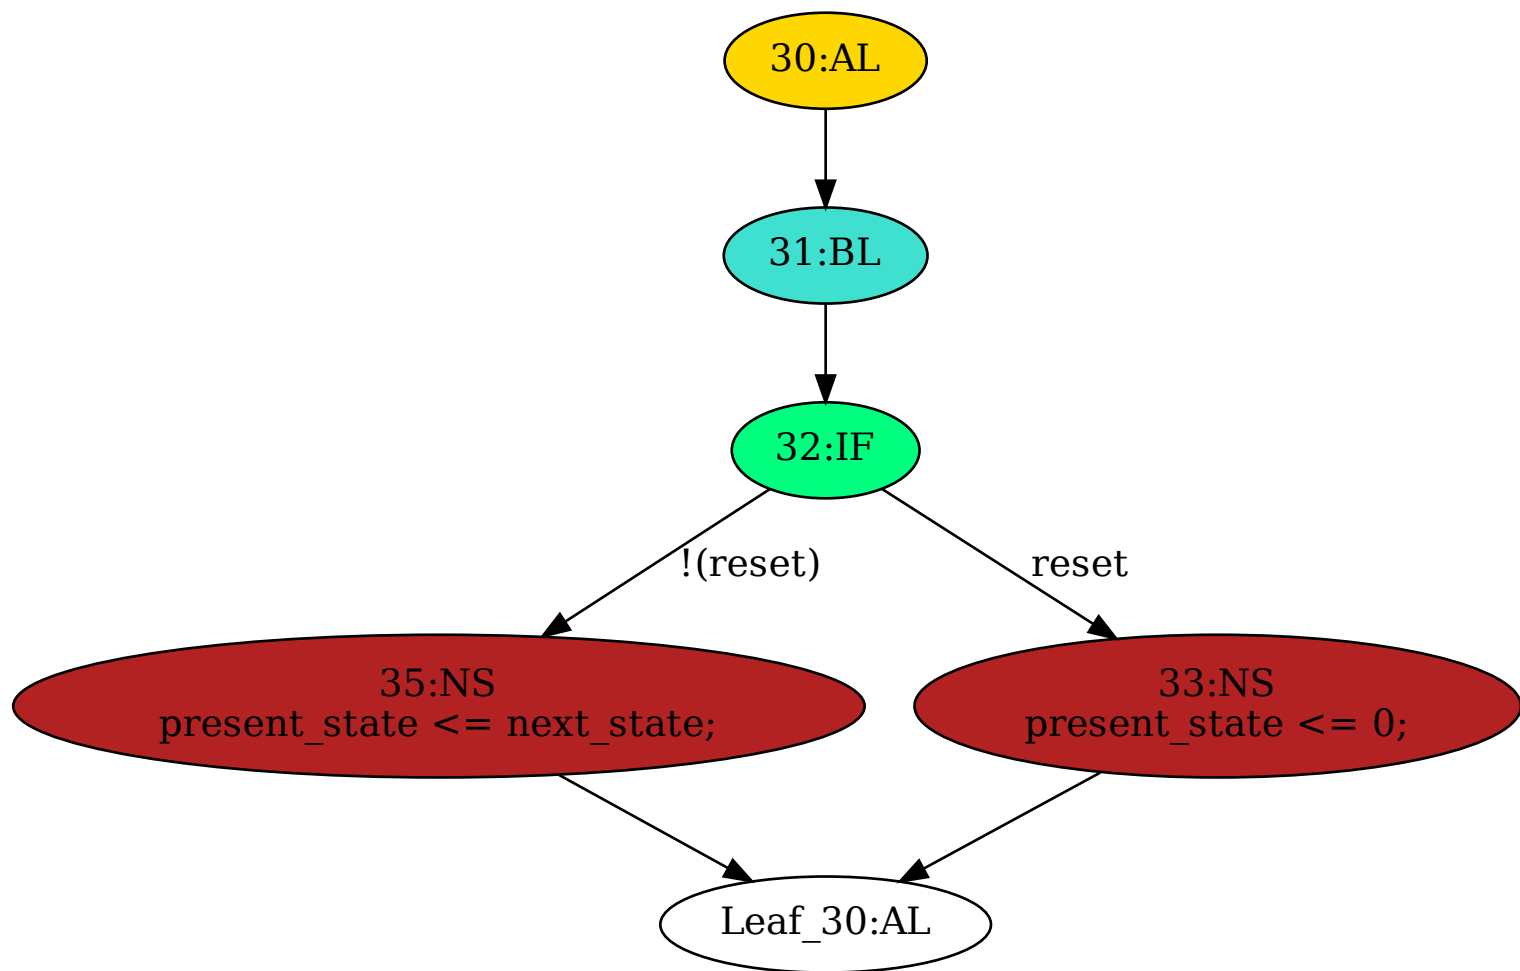 30:AL
31:BL
32:IF
!(reset)
reset
35:NS
present_state <= next_state;
33:NS
present_state <= 0;
Leaf_30:AL